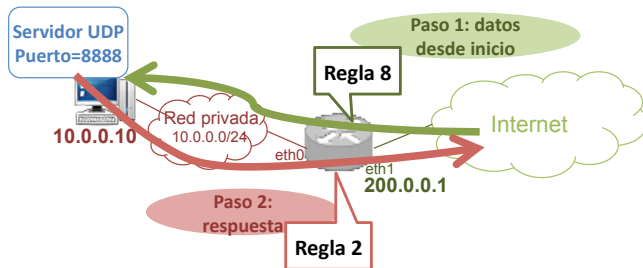 Servidor UDP
Puerto=8888
Paso 1: datos
desde inicio
Regla 8
Red privada
10.0.0.0/24
10.0.0.10
Internet
eth0
eth1
200.0.0.1
Paso 2:
respuesta
Regla 2